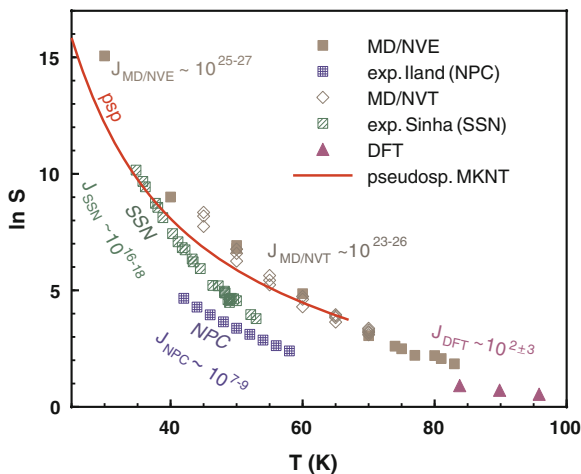 ln S
15
10
5
0
40
60
80
100
T (K)
MD/NVE
exp. Iland (NPC)
MD/NVT
exp. Sinha (SSN)
DFT
pseudosp. MKNT
J_MD/NVE ~ 10^25-27
psp
SSN
J_SSN ~ 10^16-18
J_MD/NVT ~ 10^23-26
NPC
J_NPC ~ 10^7-9
J_DFT ~ 10^2±3